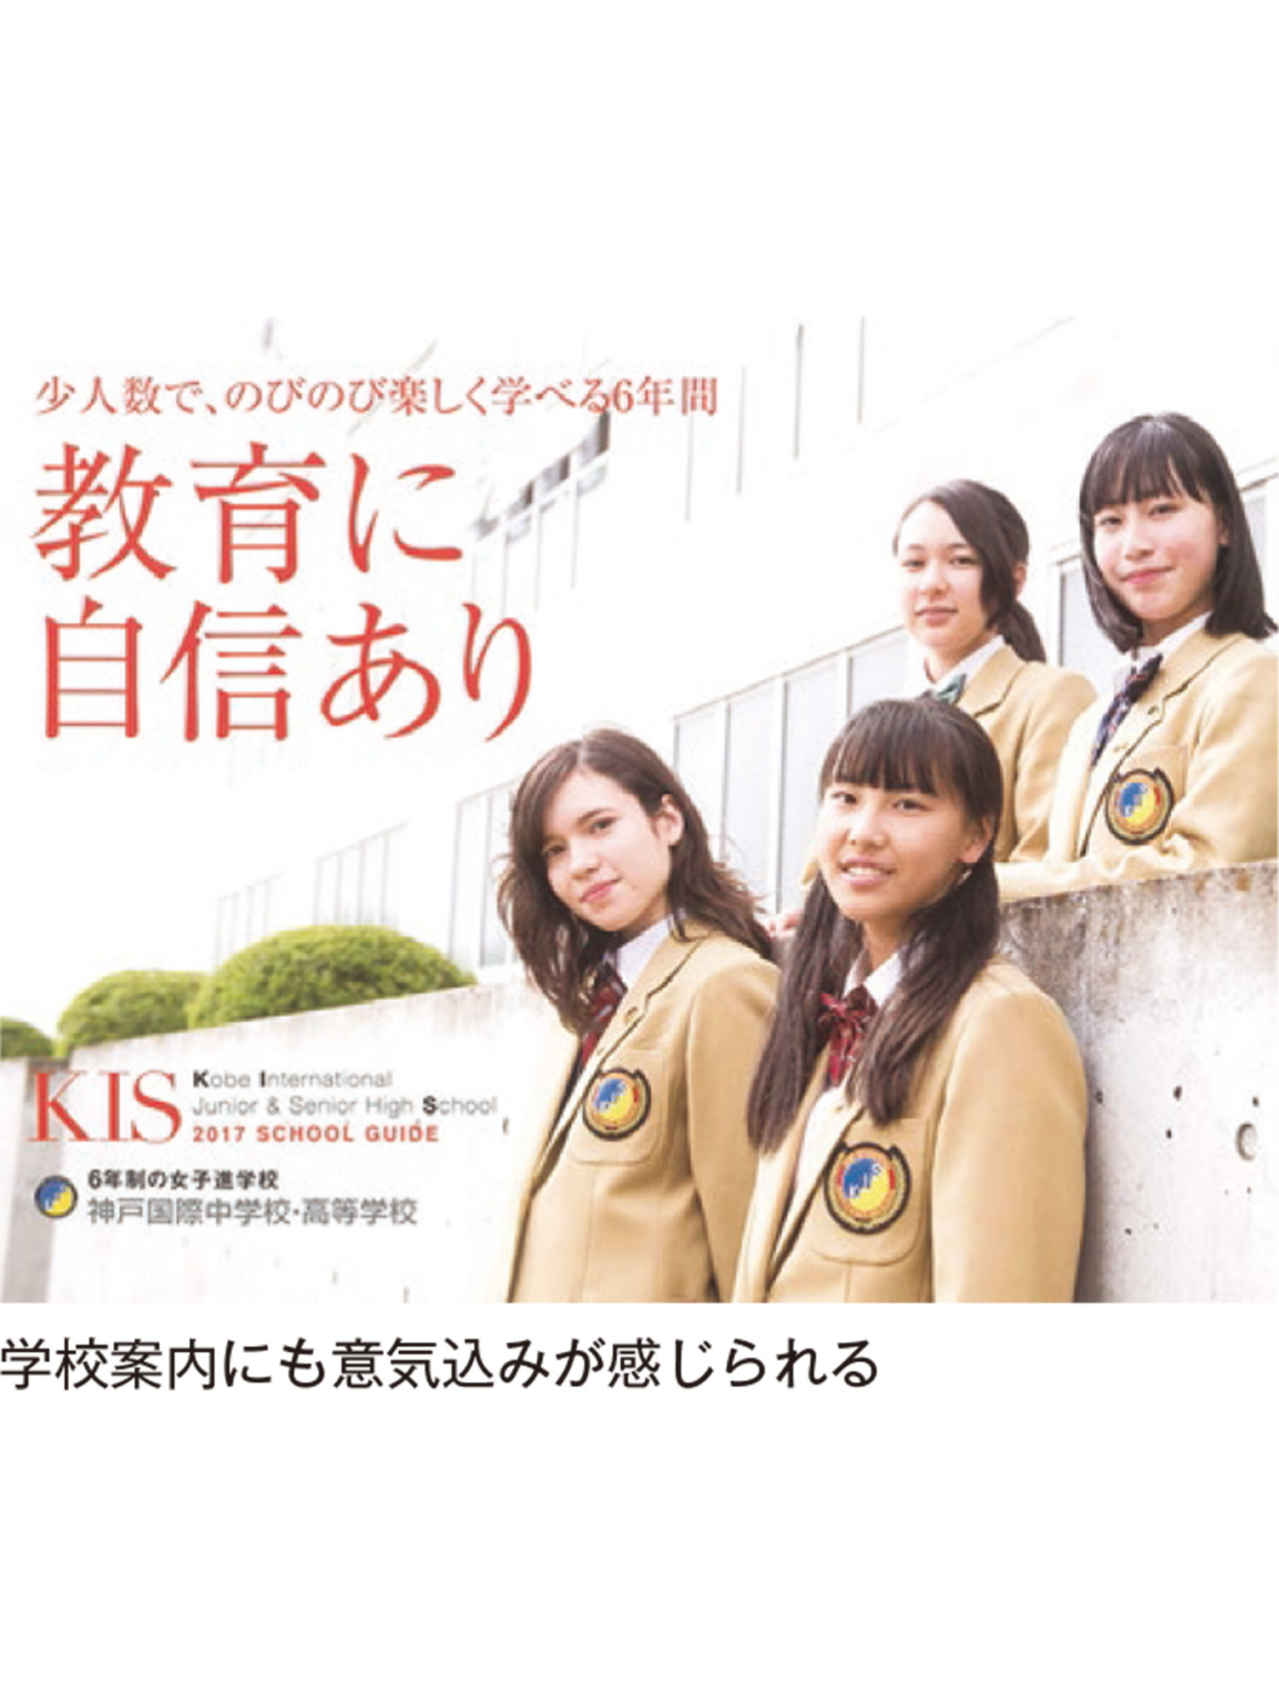 少人数で、のびのび楽しく学べる6年間
教育に
自信あり
KIS
Kobe International
Junior & Senior High School
2017 SCHOOL GUIDE
6年制の女子進学校
神戸国際中学校・高等学校
学校案内にも意気込みが感じられる